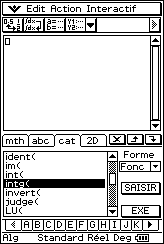 Edit Action Interactif
mth abc cat 2D
ident(
im(
int(
intg(
invert(
judge(
LU(
Forme
Fonc
SAISIR
EXE
A B C D E F G H I J K
Alg Standard Réel Deg